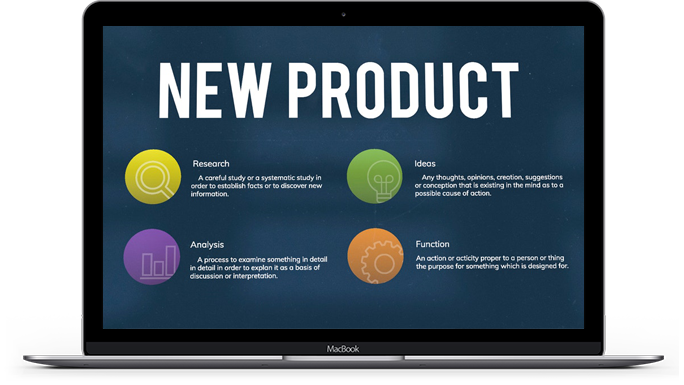 NEW PRODUCT
Research
A careful study or a systematic study in
order to establish facts or to discover new
information.
Ideas
Any thoughts, opinions, creation, suggestions
or conception that is existing in the mind as to a
possible cause of action.
Analysis
A process to examine something in detail
in detail in order to explan it as a basis of
discussion or interpretation.
Function
An action or activity proper to a person or thing
the purpose for something which is designed for.
MacBook